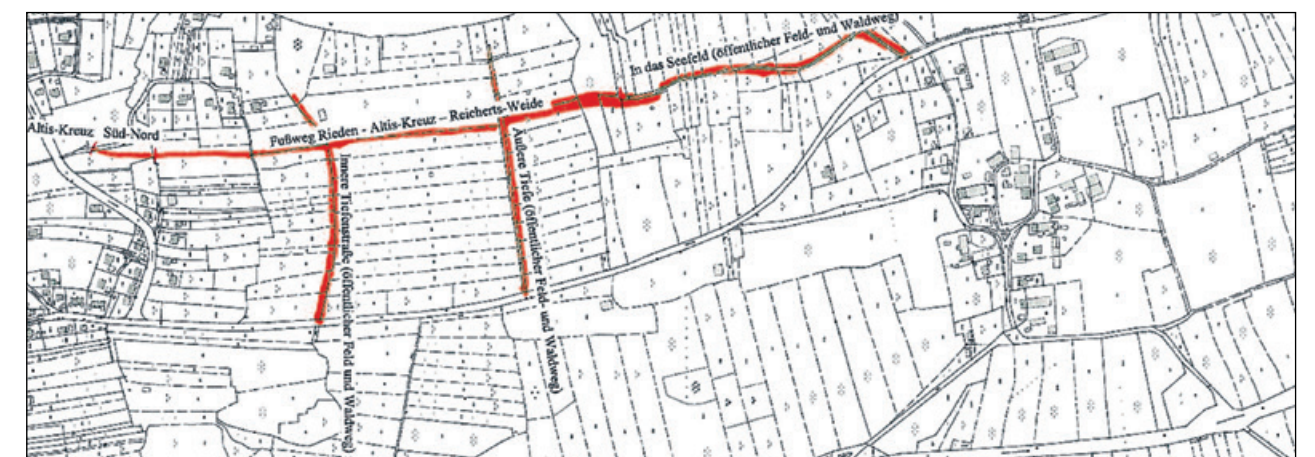 In das Seefeld (öffentlicher Feld- und Waldweg)
Altis-Kreuz Süd-Nord
Fußweg Rieden - Altis-Kreuz – Reicherts-Weide
Innere Tiefenstraße (öffentlicher Feld und Waldweg)
Äußere Tiefe (öffentlicher Feld- und Waldweg)